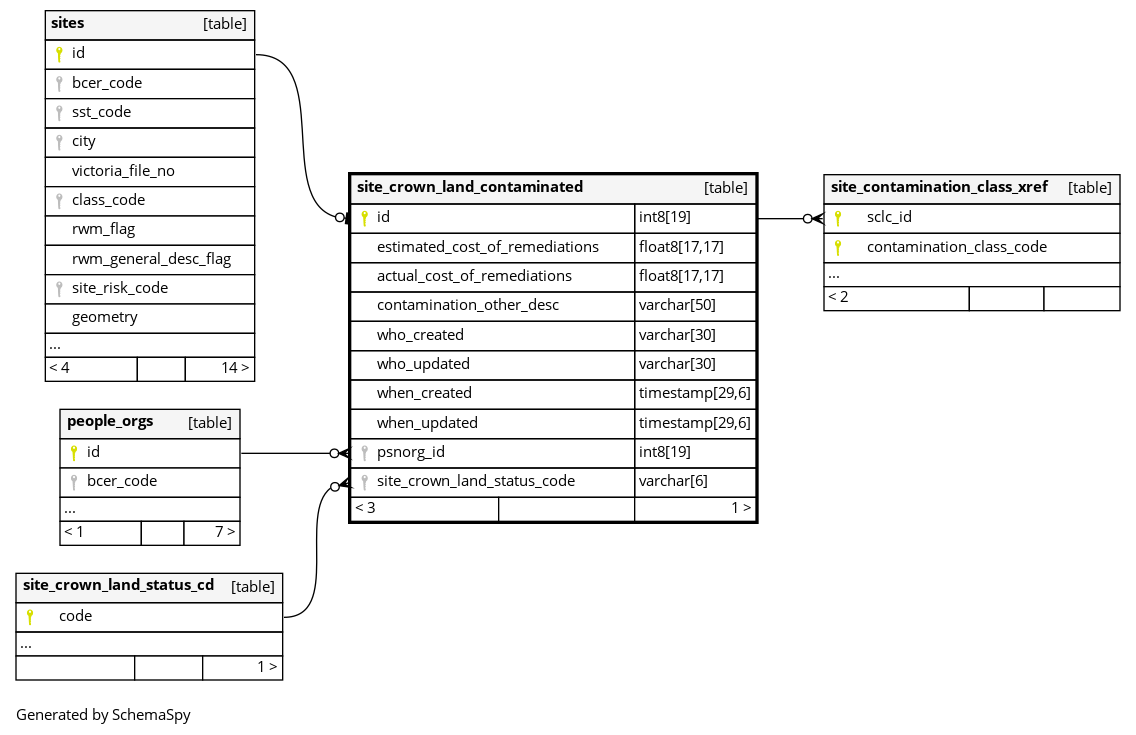 sites [table]
id
bcer_code
sst_code
city
victoria_file_no
class_code
rwm_flag
rwm_general_desc_flag
site_risk_code
geometry
...
< 4 14 >
people_orgs [table]
id
bcer_code
...
< 1 7 >
site_crown_land_status_cd [table]
code
...
1 >
site_crown_land_contaminated [table]
id int8[19]
estimated_cost_of_remediations float8[17,17]
actual_cost_of_remediations float8[17,17]
contamination_other_desc varchar[50]
who_created varchar[30]
who_updated varchar[30]
when_created timestamp[29,6]
when_updated timestamp[29,6]
psnorg_id int8[19]
site_crown_land_status_code varchar[6]
< 3 1 >
site_contamination_class_xref [table]
sclc_id
contamination_class_code
...
< 2
Generated by SchemaSpy